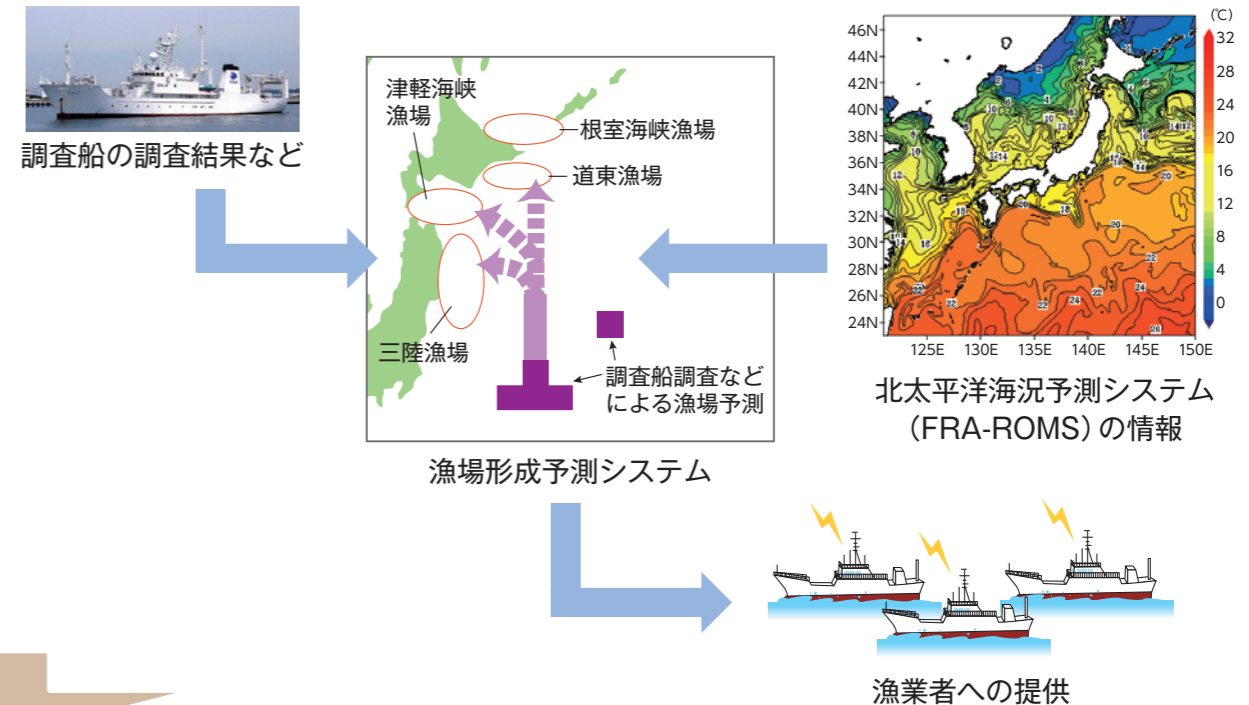 調査船の調査結果など
津軽海峡
漁場
根室海峡漁場
道東漁場
三陸漁場
調査船調査など
による漁場予測
漁場形成予測システム
(℃)
32
28
24
20
16
12
8
4
0
46N
44N
42N
40N
38N
36N
34N
32N
30N
28N
26N
24N
125E 130E 135E 140E 145E 150E
北太平洋海況予測システム
(FRA-ROMS)の情報
漁業者への提供